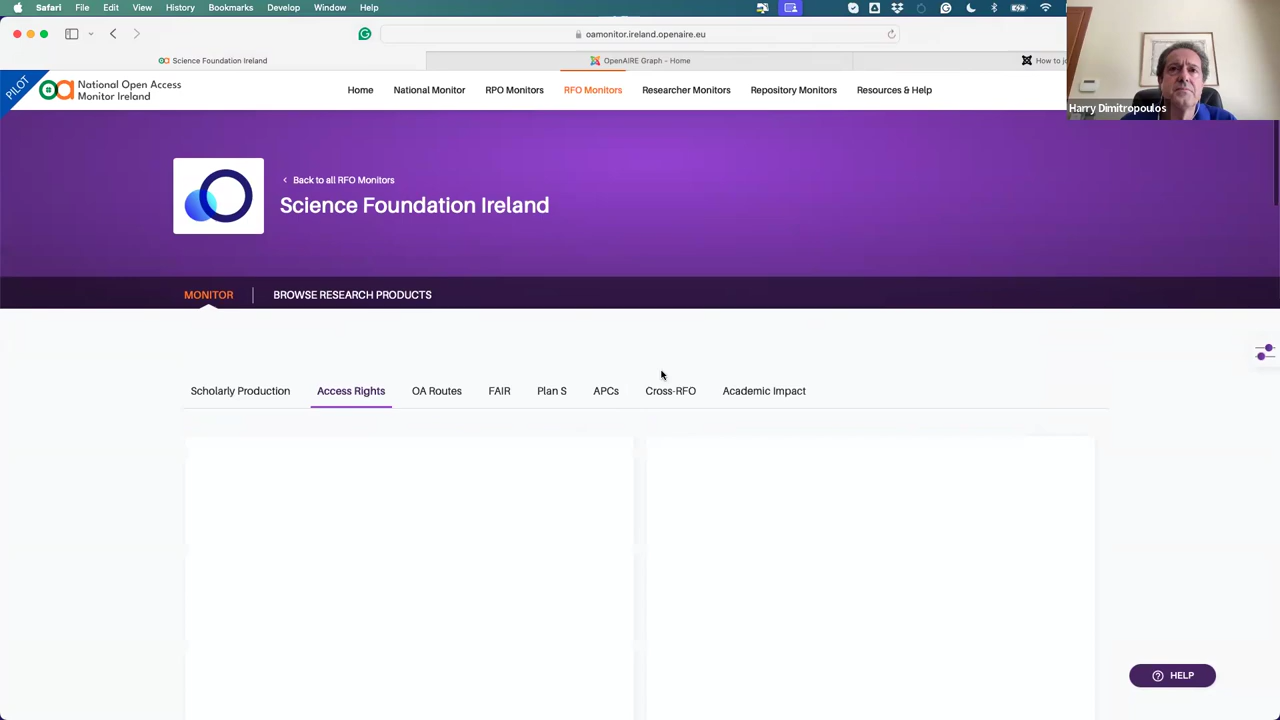 Safari File Edit View History Bookmarks Develop Window Help
oamonitor.ireland.openaire.eu
Science Foundation Ireland
OpenAIRE Graph - Home
How to jo
PILOT
National Open Access
Monitor Ireland
Home National Monitor RPO Monitors RFO Monitors Researcher Monitors Repository Monitors Resources & Help
Harry Dimitropoulos
Back to all RFO Monitors
Science Foundation Ireland
MONITOR BROWSE RESEARCH PRODUCTS
Scholarly Production Access Rights OA Routes FAIR Plan S APCs Cross-RFO Academic Impact
HELP